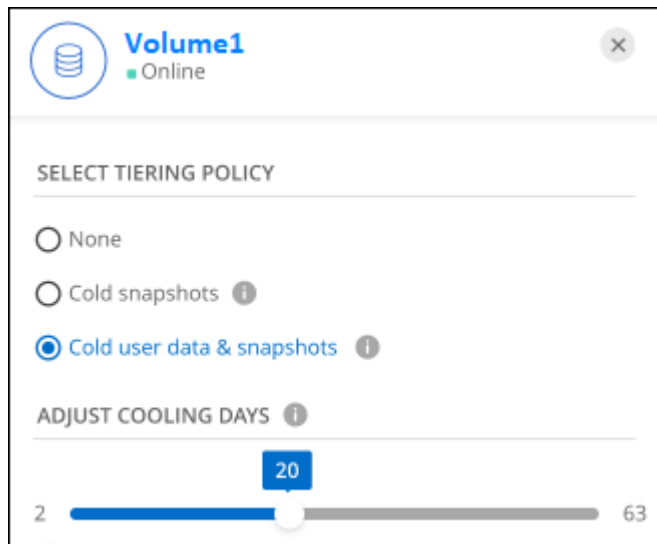 Volume1
Online
SELECT TIERING POLICY
None
Cold snapshots
Cold user data & snapshots
ADJUST COOLING DAYS
20
2 63